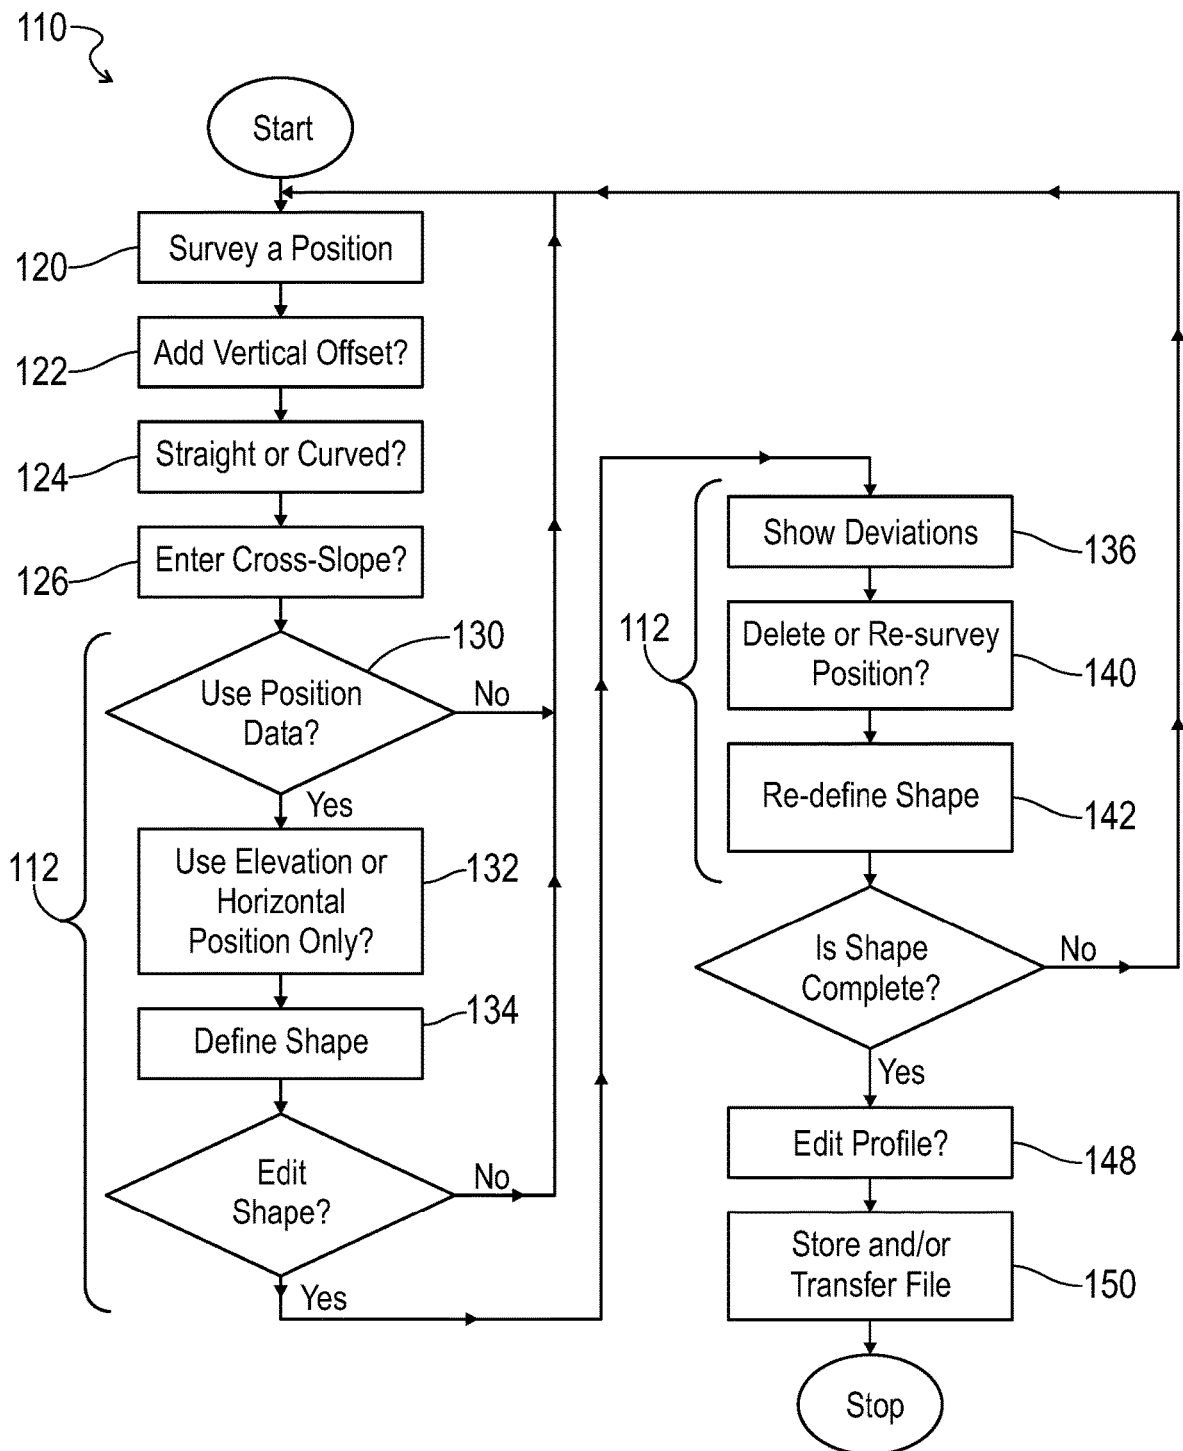 110
Start
Survey a Position
120
Add Vertical Offset?
122
Straight or Curved?
124
Enter Cross-Slope?
126
130
Use Position
Data?
No
Yes
112
Use Elevation or
Horizontal
Position Only?
132
Define Shape
134
Edit
Shape?
No
Yes
Show Deviations
136
112
Delete or Re-survey
Position?
140
Re-define Shape
142
Is Shape
Complete?
No
Yes
Edit Profile?
148
Store and/or
Transfer File
150
Stop